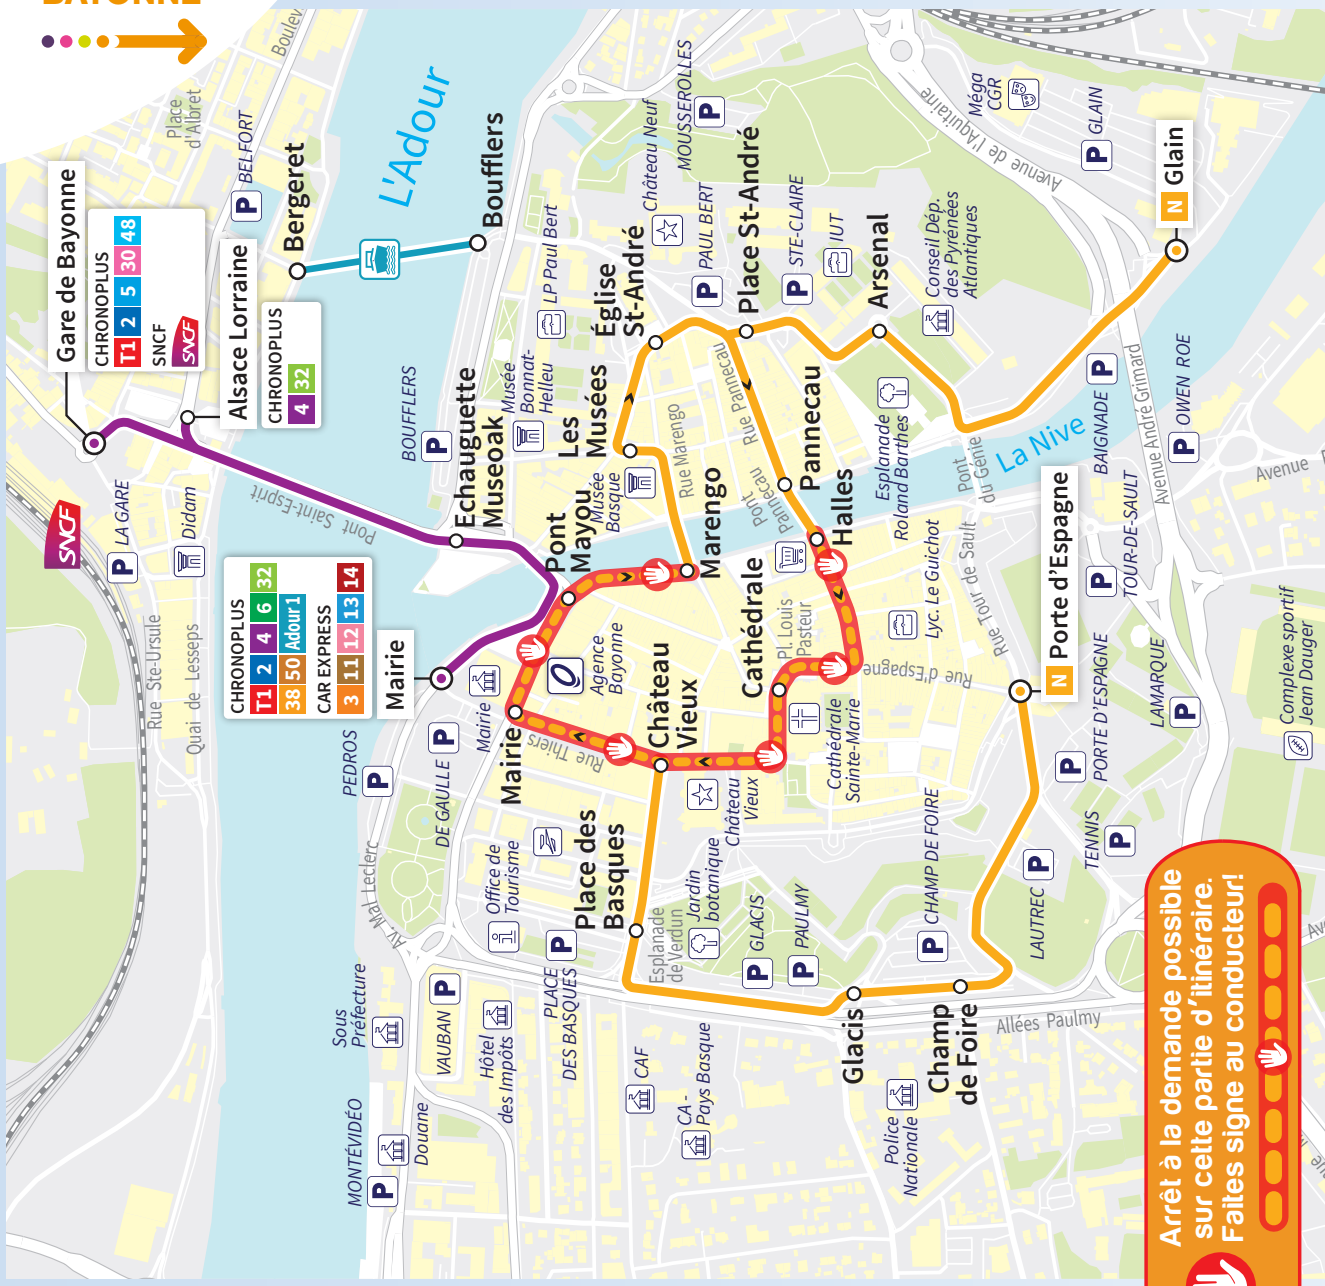 BAYONNE
Place
d'Albret
Boulev
BELFORT
P
Gare de Bayonne
CHRONOPLUS
T1 2 5 30 48
SNCF
SNCF
Alsace Lorraine
CHRONOPLUS
4 32
Bergeret
L'Adour
Boufflers
SNCF
LA GARE
P
Didam
Rue Ste-Ursule
Quai de Lesseps
Pont Saint-Esprit
BOUFFLERS
P
Echauguette
Museoak
Musée
Bonnat-
Helleu
LP Paul Bert
Les
Musées
Musée
Basque
Église
St-André
Château Neuf
MOUSSEROLLES
P
PAUL BERT
P
Place St-André
STE-CLAIRE
P
IUT
Arsenal
Conseil Dép.
des Pyrénées
Atlantiques
Méga
CGR
GLAIN
P
Avenue de l'Aquitaine
N Glain
CHRONOPLUS
T1 2 4 6 32
38 50 Adour 1
CAR EXPRESS
3 11 12 13 14
Mairie
Pont
Mayou
Rue Marengo
Marengo
Rue Pannecau
Pont
Pannecau
Pannecau
Halles
Esplanade
Roland Barthes
Pont
du Génie
La Nive
BAIGNADE
P
Avenue André Grimard
OWEN ROE
P
Avenue
Mairie
Mairie
Agence
Bayonne
Rue Thiers
Château
Vieux
Château
Vieux
Cathédrale
Pl. Louis
Pasteur
Cathédrale
Sainte-Marie
Rue d'Espagne
Lyc. Le Guichot
Rue Tour de Sault
TOUR-DE-SAULT
P
N Porte d'Espagne
PORTE D'ESPAGNE
P
LAMARQUE
P
Complexe sportif
Jean Dauger
PEDROS
P
DE GAULLE
P
Av. Mal Leclerc
Office de
Tourisme
Place des
Basques
PLACE
DES BASQUES
P
Esplanade
de Verdun
Jardin
botanique
GLACIS
P
PAULMY
P
CHAMP DE FOIRE
P
LAUTREC
P
TENNIS
P
Sous
Préfecture
VAUBAN
P
Hôtel
des Impôts
MONTÉVIDÉO
P
Douane
CAF
CA -
Pays Basque
Glacis
Champ
de Foire
Allées Paulmy
Police
Nationale
Arrêt à la demande possible
sur cette partie d'itinéraire.
Faites signe au conducteur!